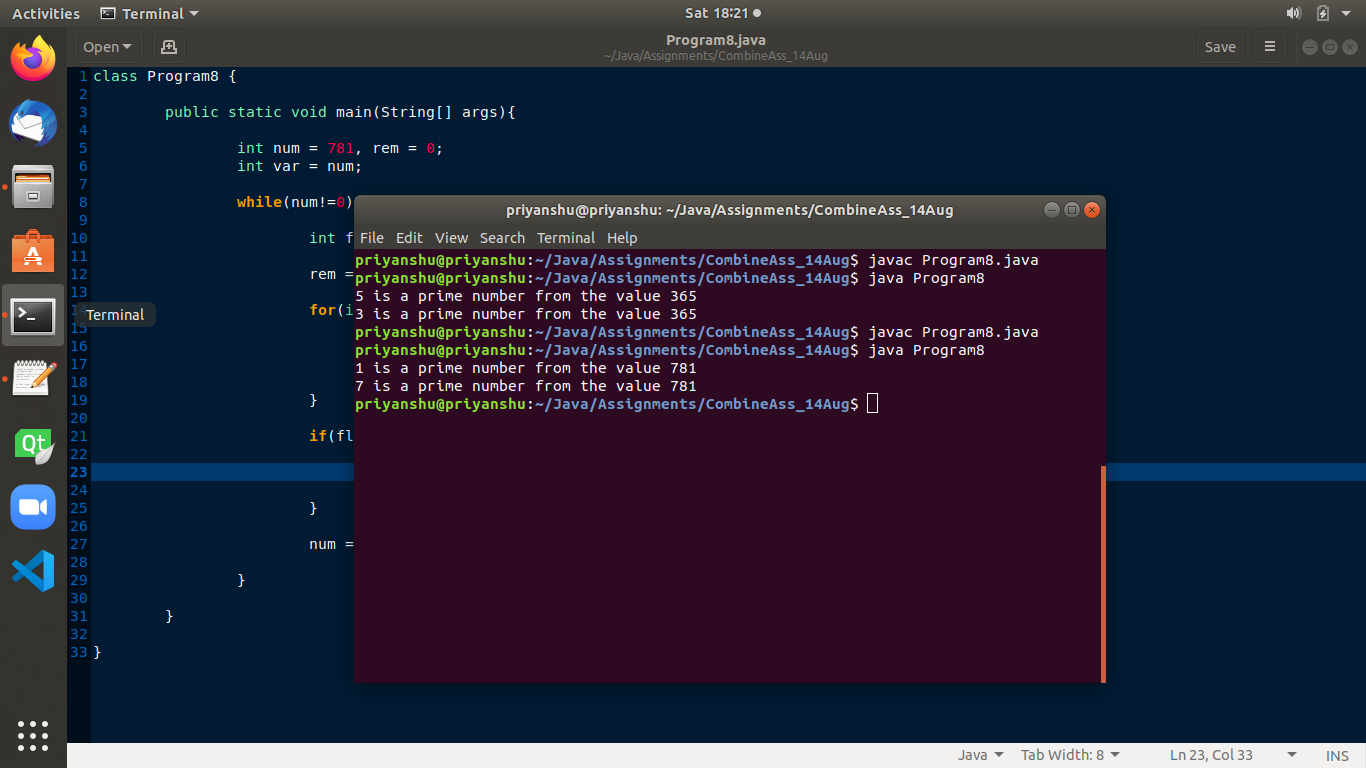 Activities Terminal Sat 18:21
Open Program8.java Save
~/Java/Assignments/CombineAss_14Aug
1 class Program8 {
2
3 public static void main(String[] args){
4
5 int num = 781, rem = 0;
6 int var = num;
7
8 while(num!=0)
9
10 int f
11
12 rem =
13
14 for(i
15
16
17
18
19 }
20
21 if(fl
22
23
24
25 }
26
27 num =
28
29 }
30
31 }
32
33 }
Terminal
priyanshu@priyanshu: ~/Java/Assignments/CombineAss_14Aug
File Edit View Search Terminal Help
priyanshu@priyanshu:~/Java/Assignments/CombineAss_14Aug$ javac Program8.java
priyanshu@priyanshu:~/Java/Assignments/CombineAss_14Aug$ java Program8
5 is a prime number from the value 365
3 is a prime number from the value 365
priyanshu@priyanshu:~/Java/Assignments/CombineAss_14Aug$ javac Program8.java
priyanshu@priyanshu:~/Java/Assignments/CombineAss_14Aug$ java Program8
1 is a prime number from the value 781
7 is a prime number from the value 781
priyanshu@priyanshu:~/Java/Assignments/CombineAss_14Aug$
Qt
Java Tab Width: 8 Ln 23, Col 33 INS